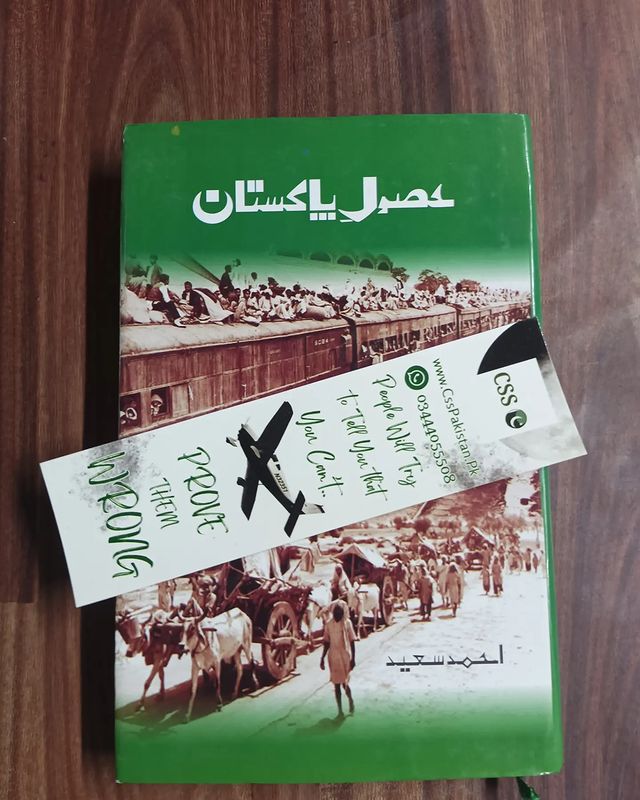 حصولِ پاکستان
CSS
www.CssPakistan.Pk
03444055508
People Will Try
to Tell You that
You Can't..
N3235T
PROVE
THEM
WRONG
احمد سعید